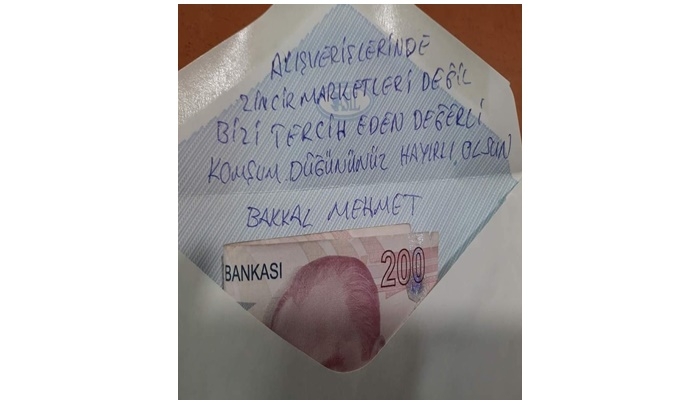 ALIŞVERİŞLERİNDE
ZİNCİR MARKETLERİ DEĞİL
BİZİ TERCİH EDEN DEĞERLİ
KOMŞUM DÜĞÜNÜNÜZ HAYIRLI OLSUN
BAKKAL MEHMET
BANKASI 200